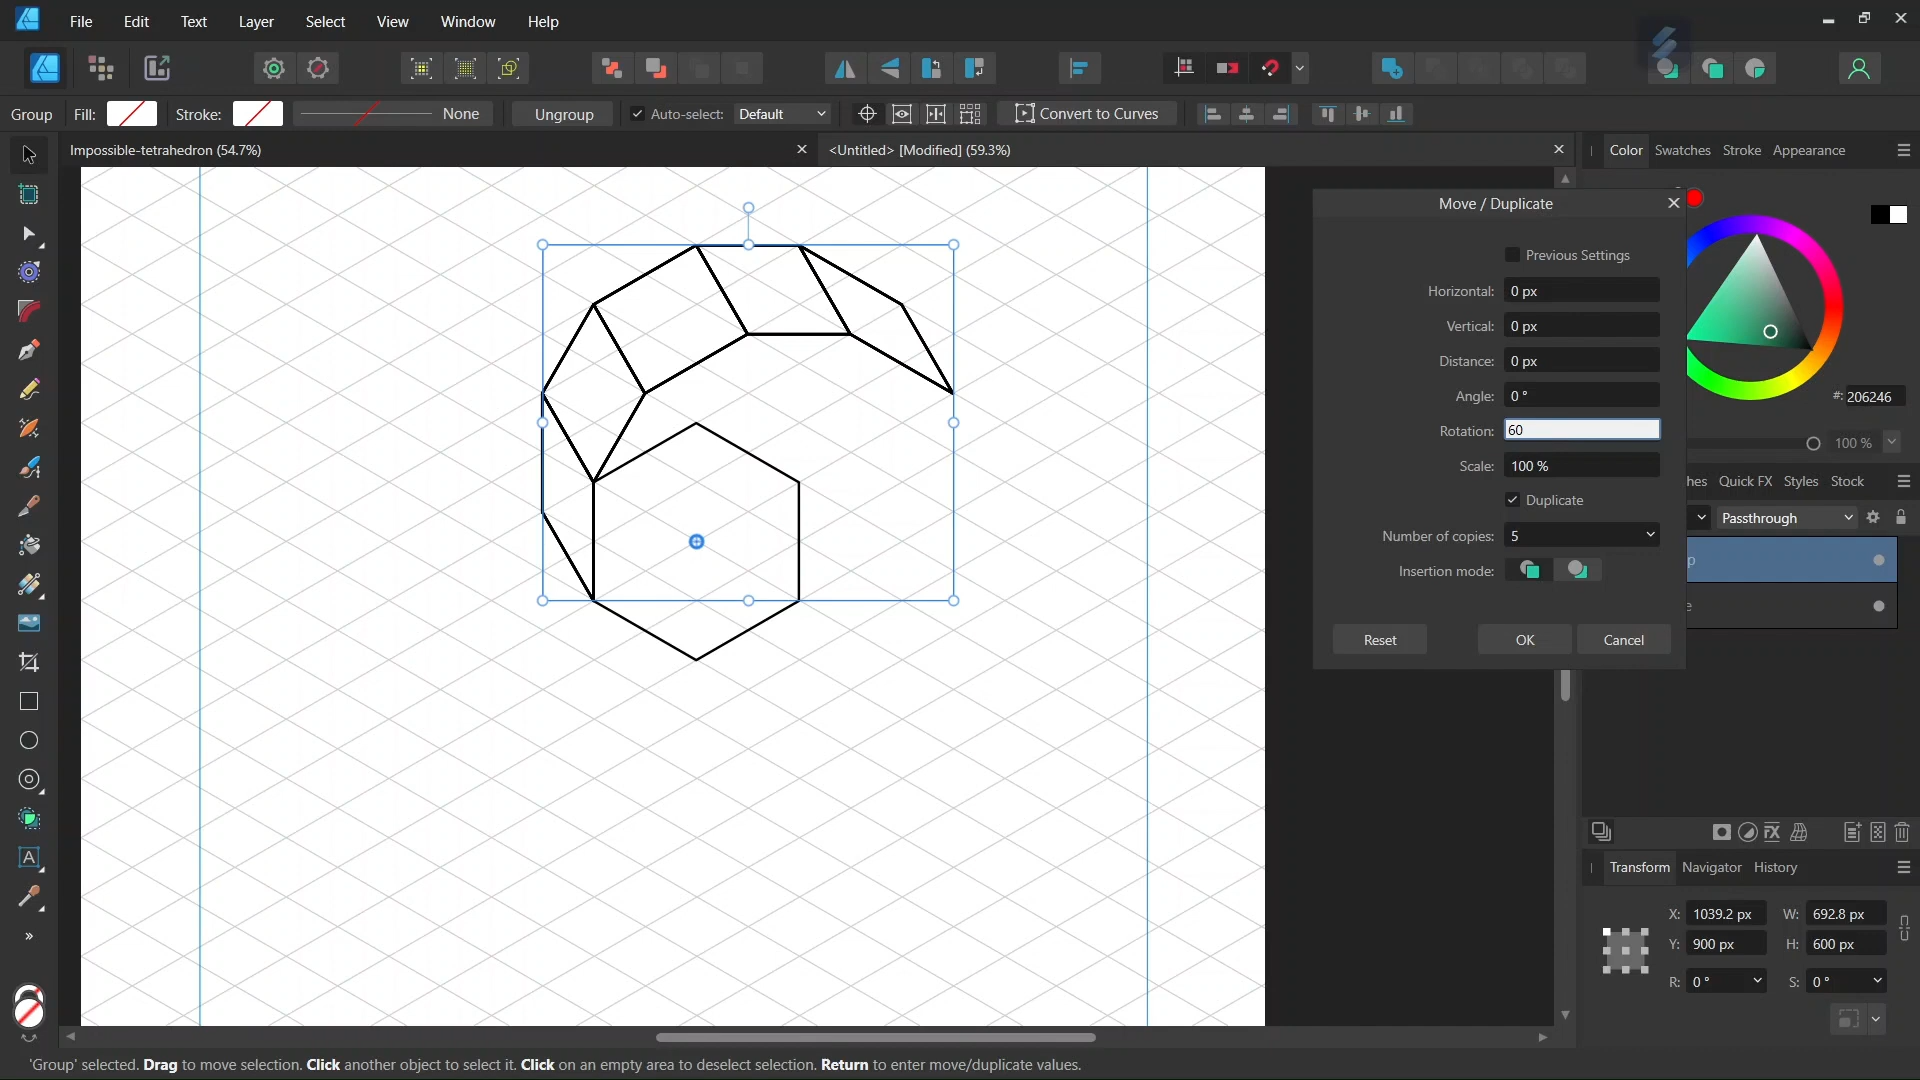 File Edit Text Layer Select View Window Help
Group Fill: Stroke: None Ungroup Auto-select: Default Convert to Curves
Impossible-tetrahedron (54.7%) <Untitled> [Modified] (59.3%) Color Swatches Stroke Appearance
Move / Duplicate
Previous Settings
Horizontal: 0 px
Vertical: 0 px
Distance: 0 px
Angle: 0 °
#: 206246
Rotation: 60
100 %
Scale: 100 %
hes Quick FX Styles Stock
Duplicate
Passthrough
Number of copies: 5
p
Insertion mode:
e
Reset OK Cancel
FX
A
Transform Navigator History
X: 1039.2 px W: 692.8 px
Y: 900 px H: 600 px
R: 0 ° S: 0 °
'Group' selected. Drag to move selection. Click another object to select it. Click on an empty area to deselect selection. Return to enter move/duplicate values.